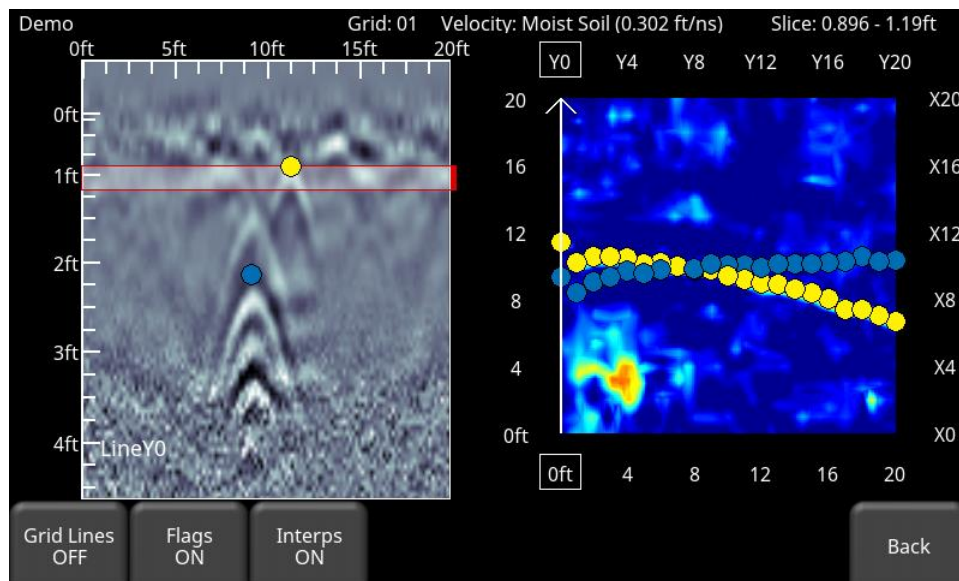 Demo Grid: 01 Velocity: Moist Soil (0.302 ft/ns) Slice: 0.896 - 1.19ft
0ft 5ft 10ft 15ft 20ft
0ft
1ft
2ft
3ft
4ft
LineY0
Y0 Y4 Y8 Y12 Y16 Y20
20 X20
16 X16
12 X12
8 X8
4 X4
0ft X0
0ft 4 8 12 16 20
Grid Lines
OFF
Flags
ON
Interps
ON
Back